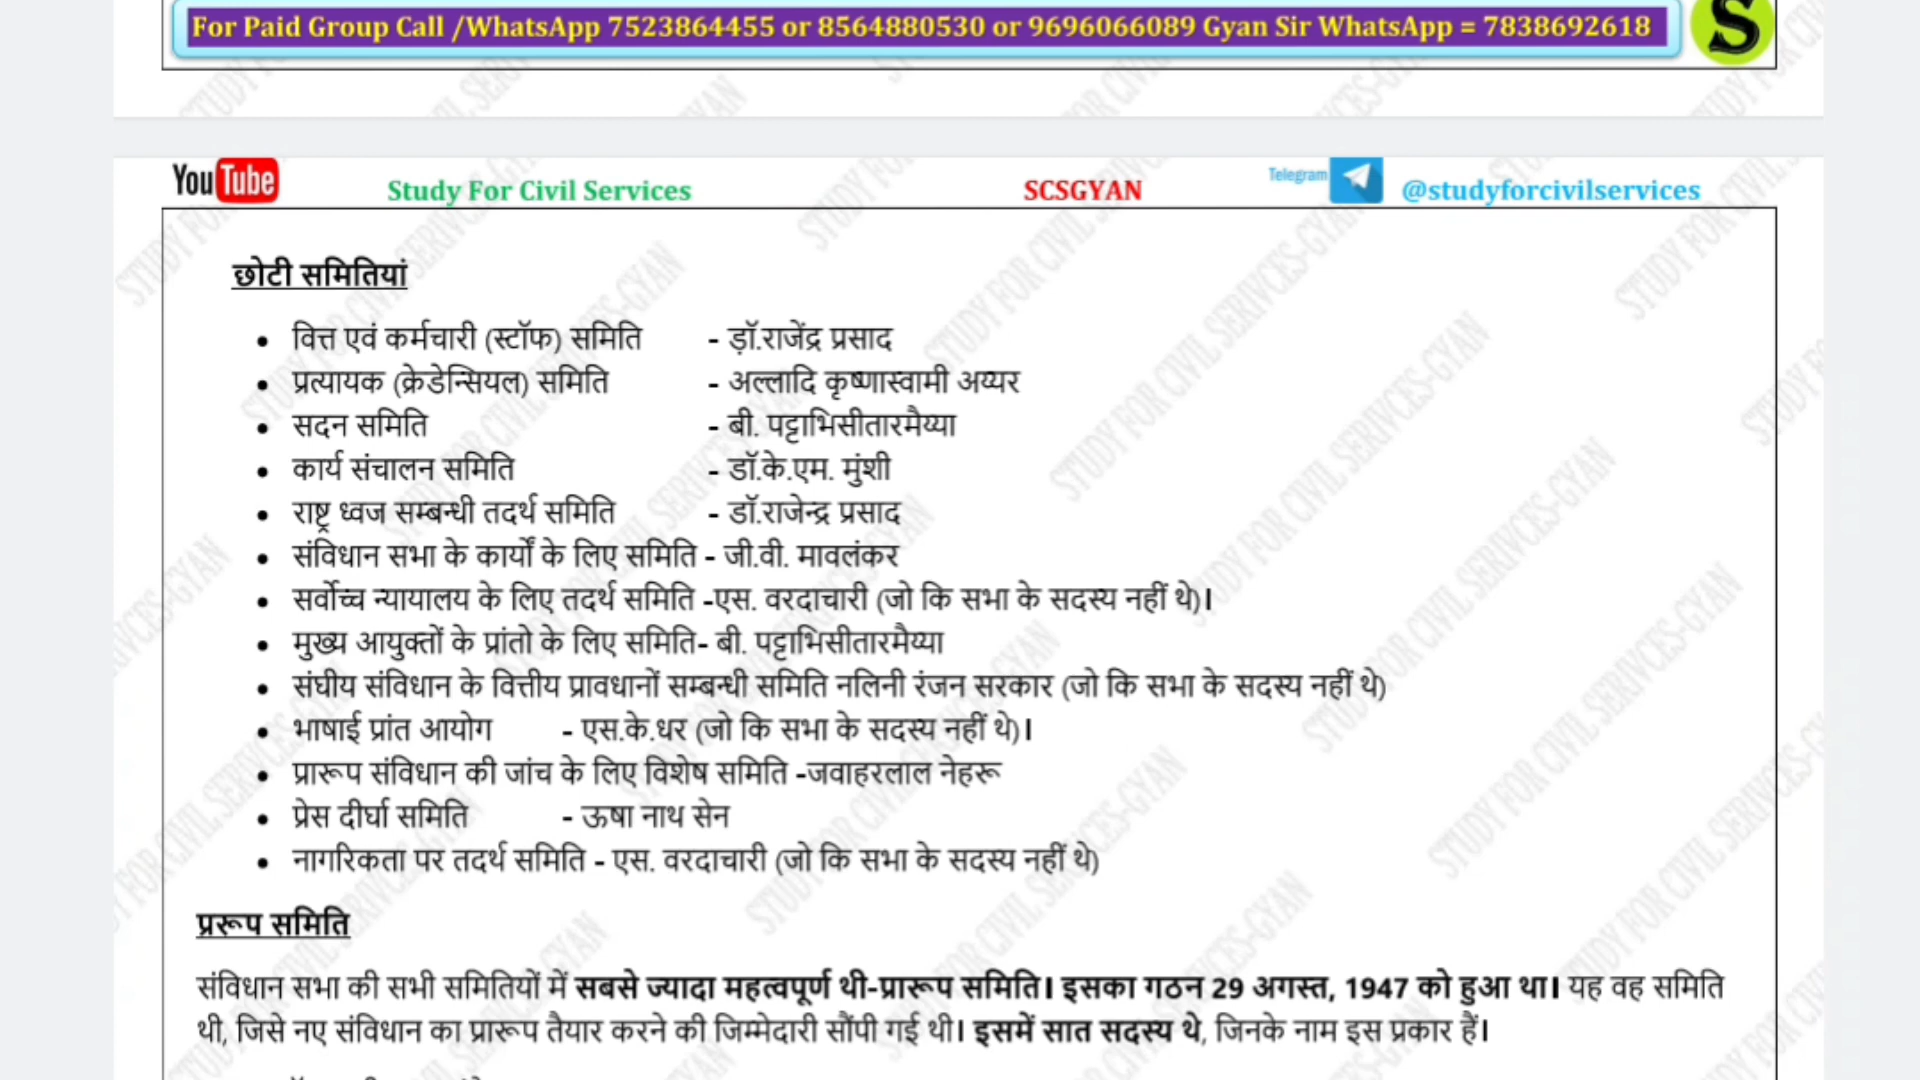 For Paid Group Call /WhatsApp 7523864455 or 8564880530 or 9696066089 Gyan Sir WhatsApp = 7838692618
S
YouTube
Study For Civil Services
SCSGYAN
Telegram
@studyforcivilservices
छोटी समितियां
• वित्त एवं कर्मचारी (स्टॉफ) समिति - ड़ॉ.राजेंद्र प्रसाद
• प्रत्यायक (क्रेडेन्सियल) समिति - अल्लादि कृष्णास्वामी अय्यर
• सदन समिति - बी. पट्टाभिसीतारमैय्या
• कार्य संचालन समिति - डॉ.के.एम. मुंशी
• राष्ट्र ध्वज सम्बन्धी तदर्थ समिति - डॉ.राजेन्द्र प्रसाद
• संविधान सभा के कार्यों के लिए समिति - जी.वी. मावलंकर
• सर्वोच्च न्यायालय के लिए तदर्थ समिति -एस. वरदाचारी (जो कि सभा के सदस्य नहीं थे)।
• मुख्य आयुक्तों के प्रांतो के लिए समिति- बी. पट्टाभिसीतारमैय्या
• संघीय संविधान के वित्तीय प्रावधानों सम्बन्धी समिति नलिनी रंजन सरकार (जो कि सभा के सदस्य नहीं थे)
• भाषाई प्रांत आयोग - एस.के.धर (जो कि सभा के सदस्य नहीं थे)।
• प्रारूप संविधान की जांच के लिए विशेष समिति -जवाहरलाल नेहरू
• प्रेस दीर्घा समिति - ऊषा नाथ सेन
• नागरिकता पर तदर्थ समिति - एस. वरदाचारी (जो कि सभा के सदस्य नहीं थे)
प्ररूप समिति
संविधान सभा की सभी समितियों में सबसे ज्यादा महत्वपूर्ण थी-प्रारूप समिति। इसका गठन 29 अगस्त, 1947 को हुआ था। यह वह समिति
थी, जिसे नए संविधान का प्रारूप तैयार करने की जिम्मेदारी सौंपी गई थी। इसमें सात सदस्य थे, जिनके नाम इस प्रकार हैं।